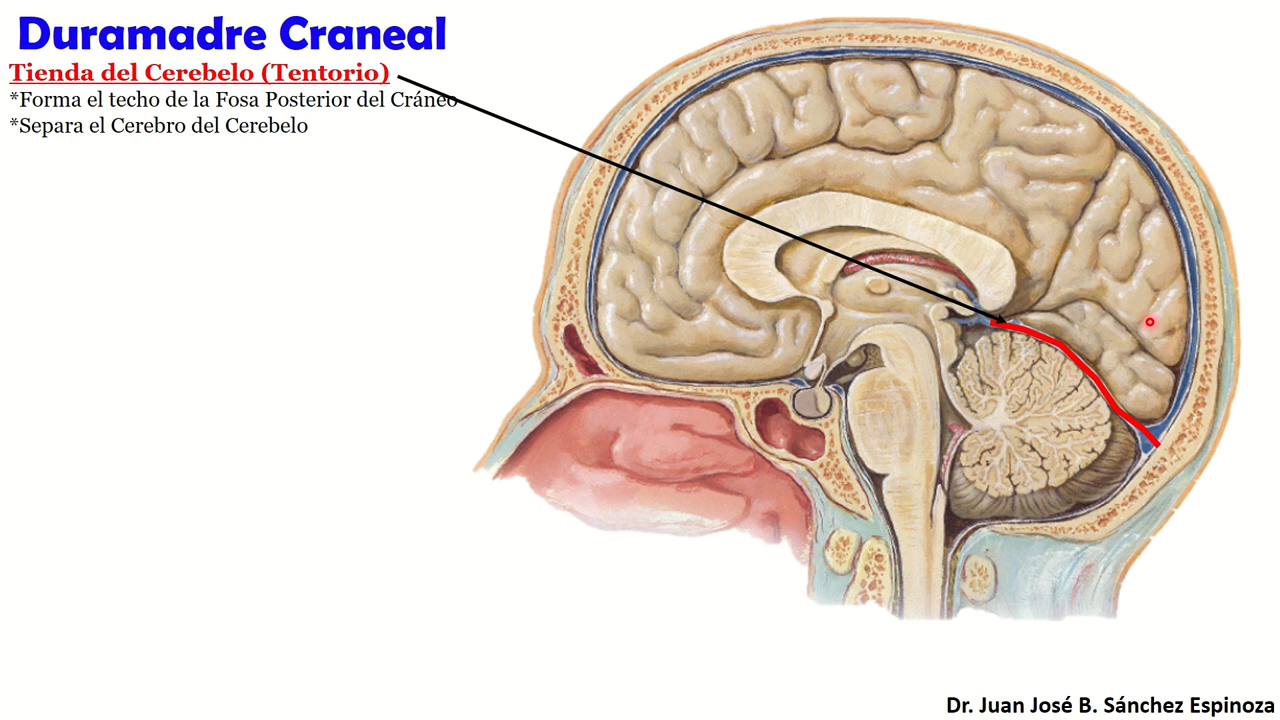 Duramadre Craneal
Tienda del Cerebelo (Tentorio)
*Forma el techo de la Fosa Posterior del Cráneo
*Separa el Cerebro del Cerebelo
Dr. Juan José B. Sánchez Espinoza